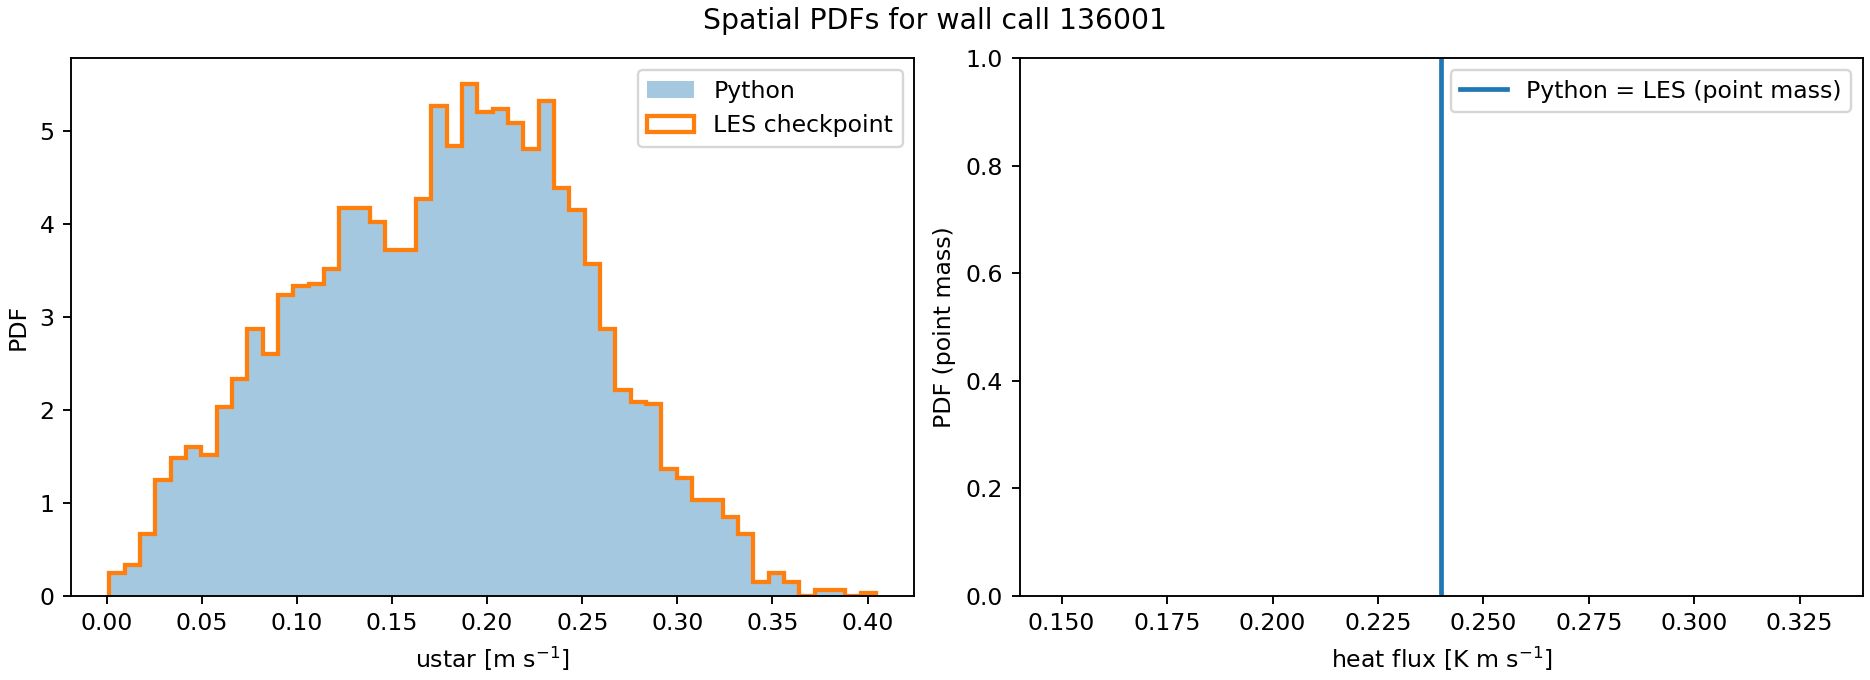 Spatial PDFs for wall call 136001
Python
LES checkpoint
PDF
5
4
3
2
1
0
0.00 0.05 0.10 0.15 0.20 0.25 0.30 0.35 0.40
ustar [m s⁻¹]
Python = LES (point mass)
PDF (point mass)
1.0
0.8
0.6
0.4
0.2
0.0
0.150 0.175 0.200 0.225 0.250 0.275 0.300 0.325
heat flux [K m s⁻¹]